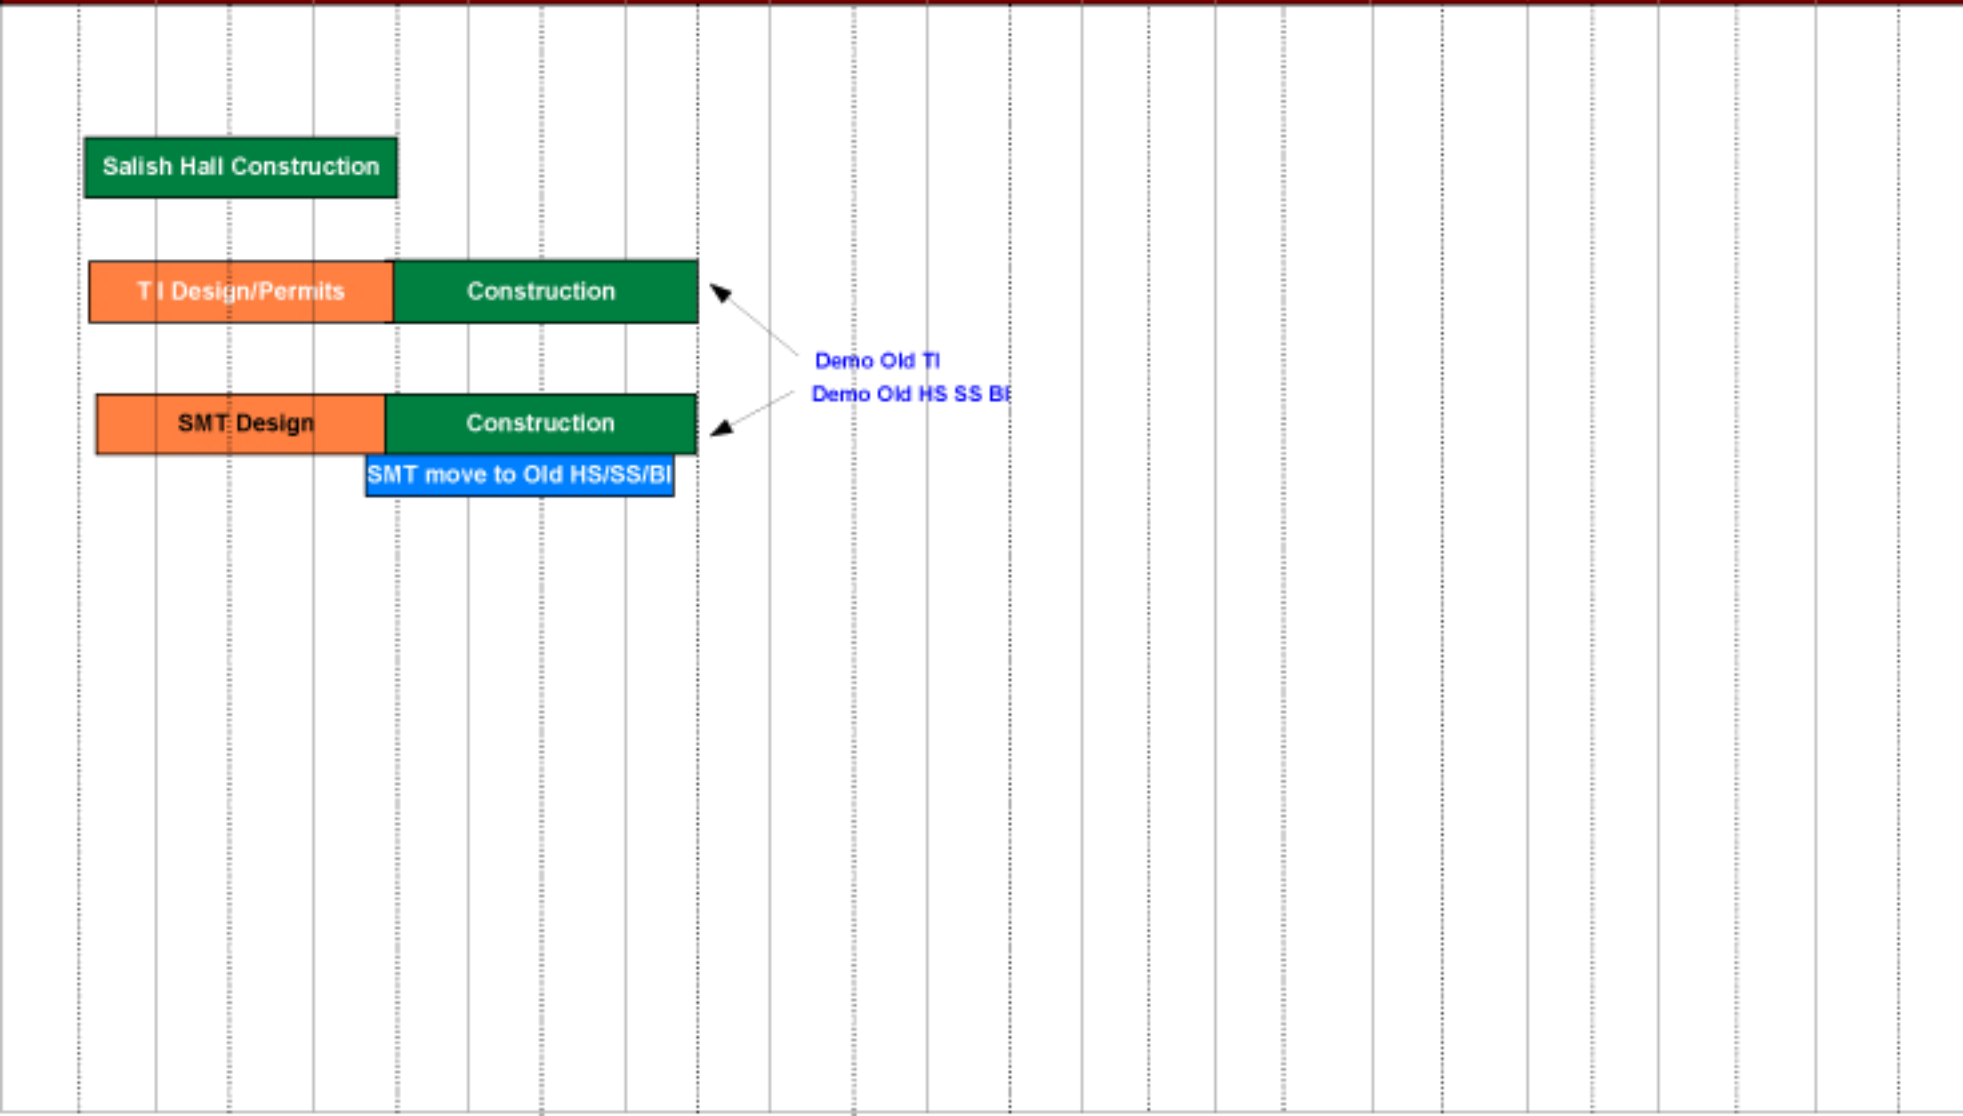 Salish Hall Construction
T I Design/Permits
Construction
Demo Old TI
Demo Old HS SS
SMT Design
Construction
SMT move to Old HS/SS/BI